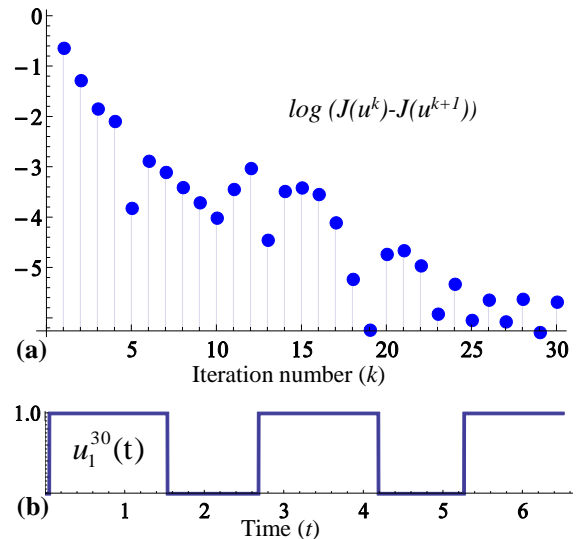 0
−1
−2
−3
−4
−5
log (J(u^k)-J(u^{k+1}))
(a)
5 10 15 20 25 30
Iteration number (k)
1.0
u_1^{30}(t)
(b)
1 2 3 4 5 6
Time (t)